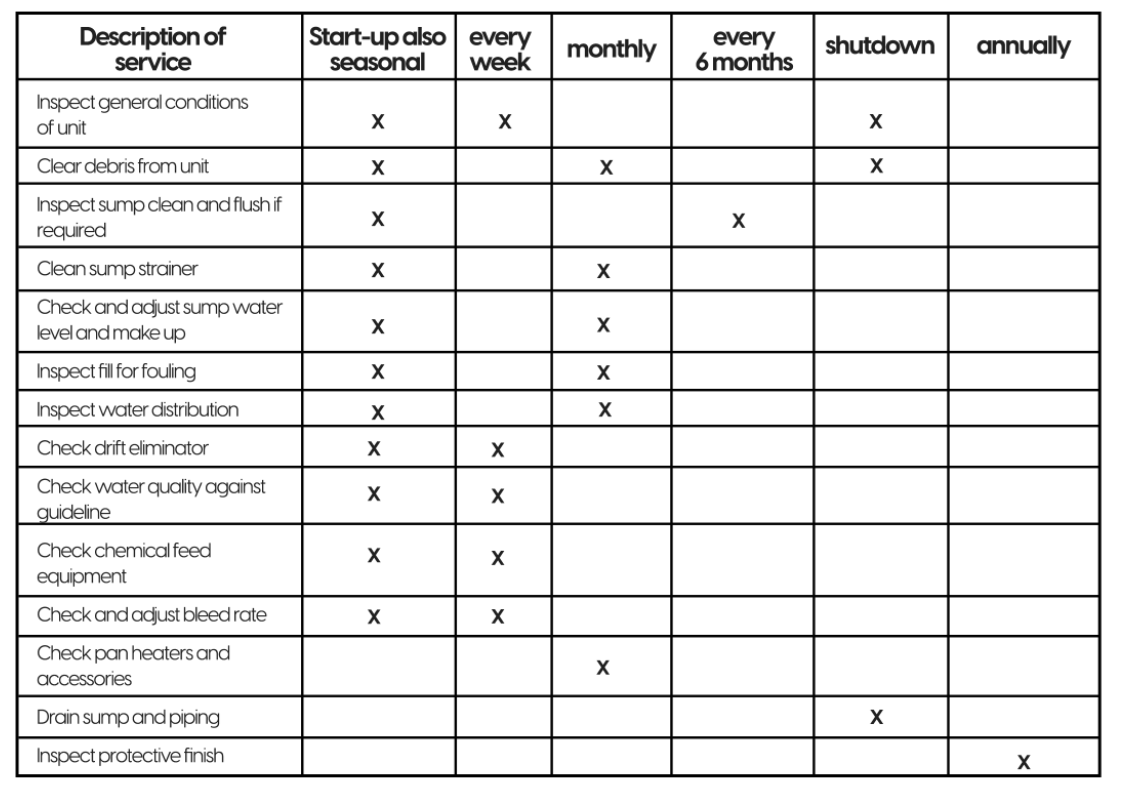 Description of service Start-up also seasonal every week monthly every 6 months shutdown annually
Inspect general conditions
of unit X X X
Clear debris from unit X X X
Inspect sump clean and flush if
required X X
Clean sump strainer X X
Check and adjust sump water
level and make up X X
Inspect fill for fouling X X
Inspect water distribution X X
Check drift eliminator X X
Check water quality against
guideline X X
Check chemical feed
equipment X X
Check and adjust bleed rate X X
Check pan heaters and
accessories X
Drain sump and piping X
Inspect protective finish X